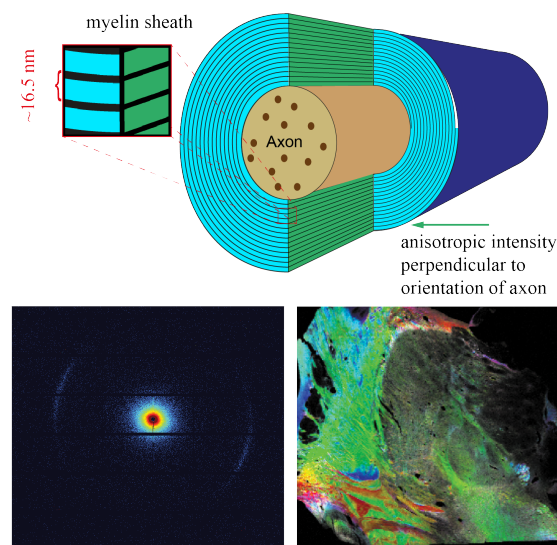 myelin sheath
~16.5 nm
Axon
anisotropic intensity
perpendicular to
orientation of axon